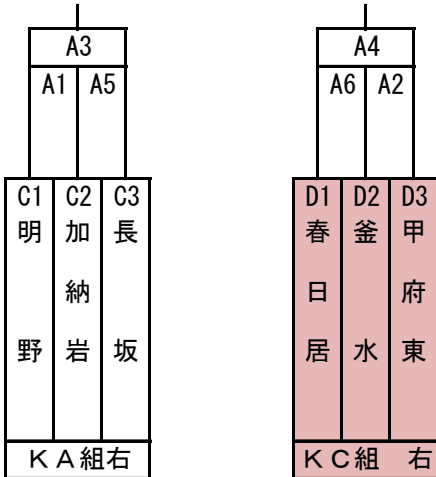 A3
A1 A5
C1 C2 C3
明野
加納岩
長坂
KA組右
A4
A6 A2
D1 D2 D3
春日居
釜水
甲府東
KC組 右